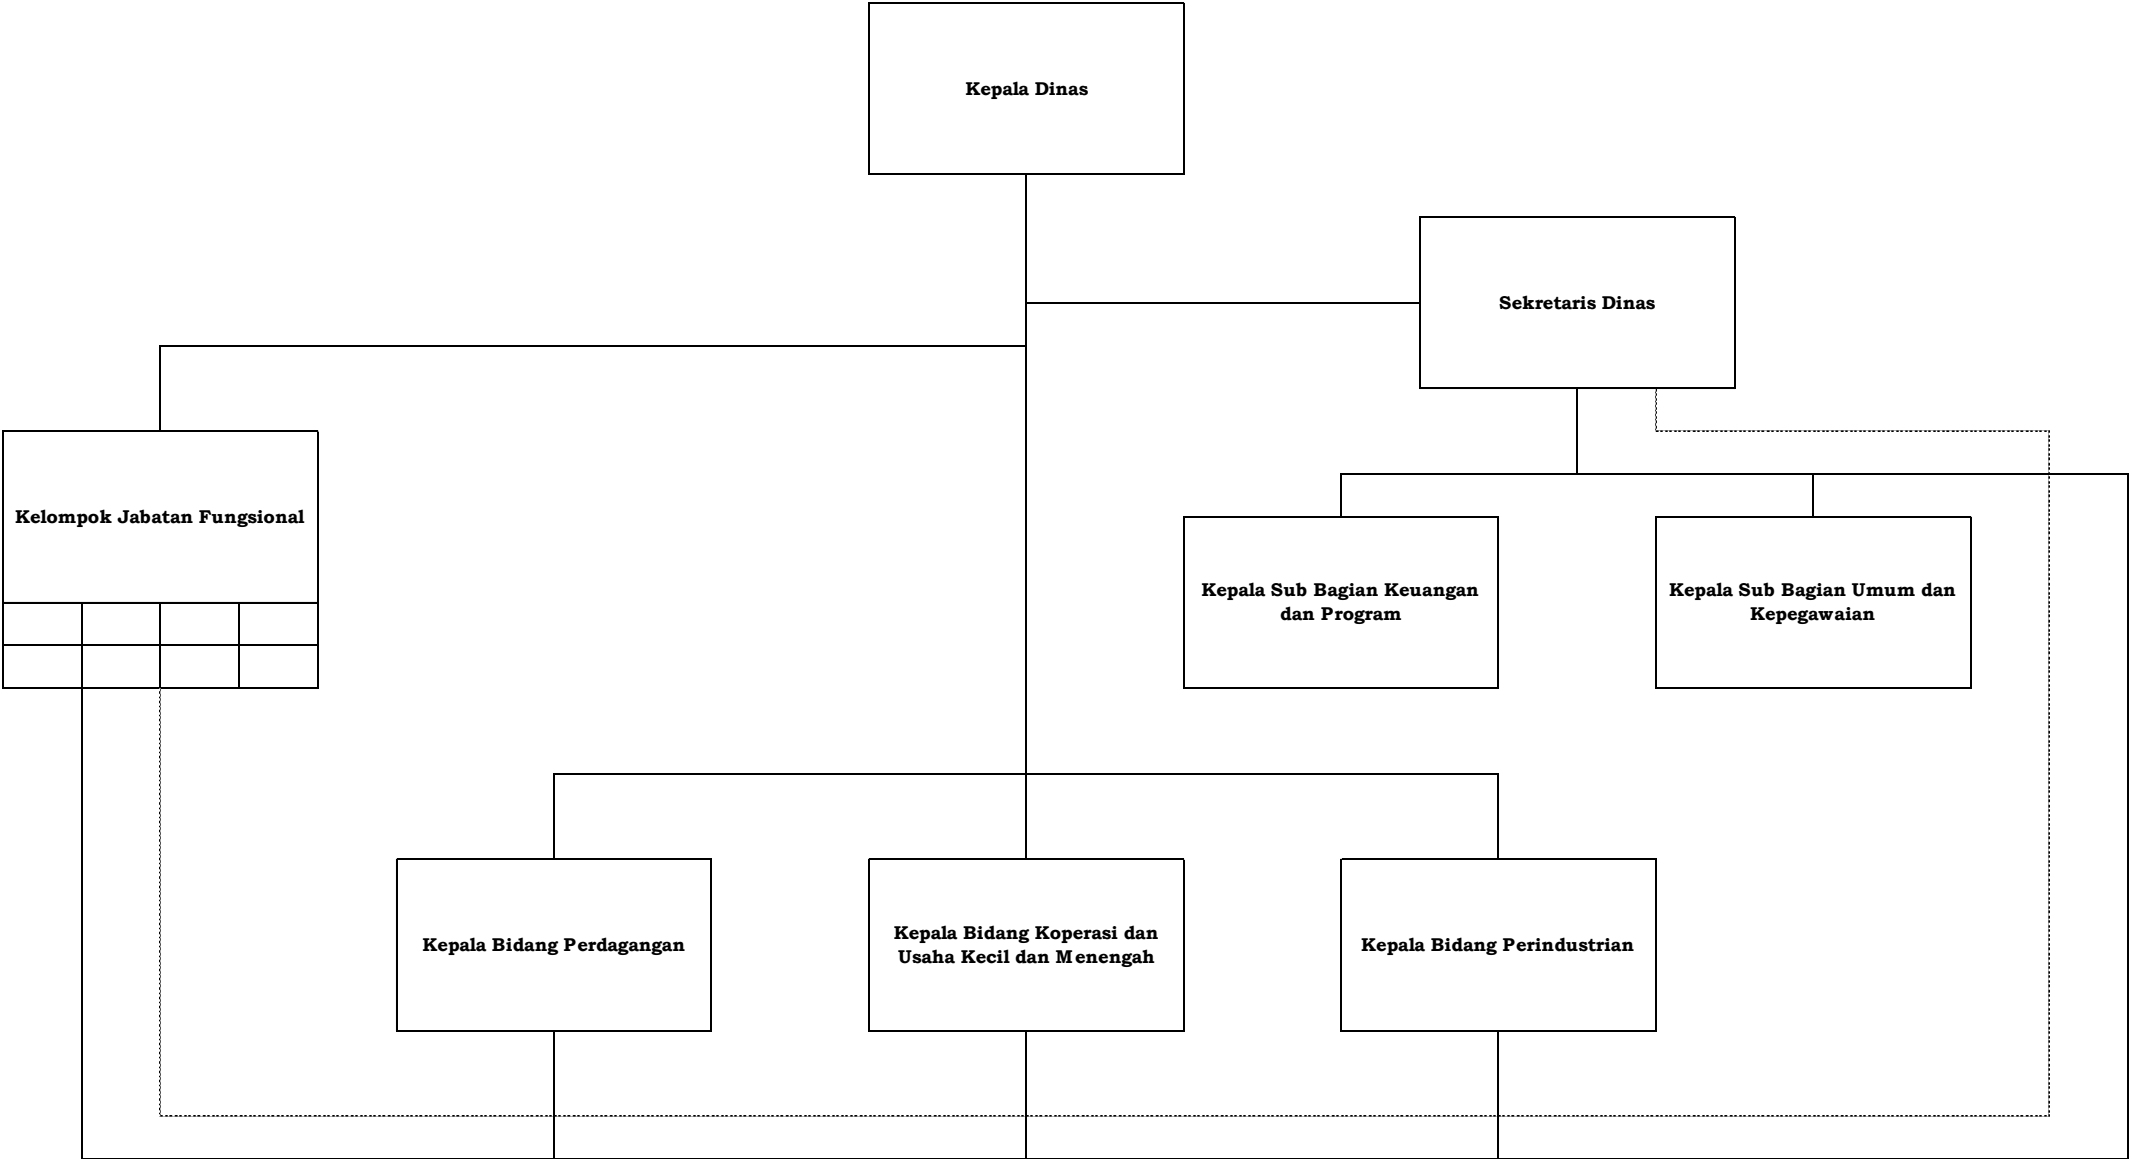 Kepala Dinas
Sekretaris Dinas
Kelompok Jabatan Fungsional
Kepala Sub Bagian Keuangan
dan Program
Kepala Sub Bagian Umum dan
Kepegawaian
Kepala Bidang Perdagangan
Kepala Bidang Koperasi dan
Usaha Kecil dan Menengah
Kepala Bidang Perindustrian